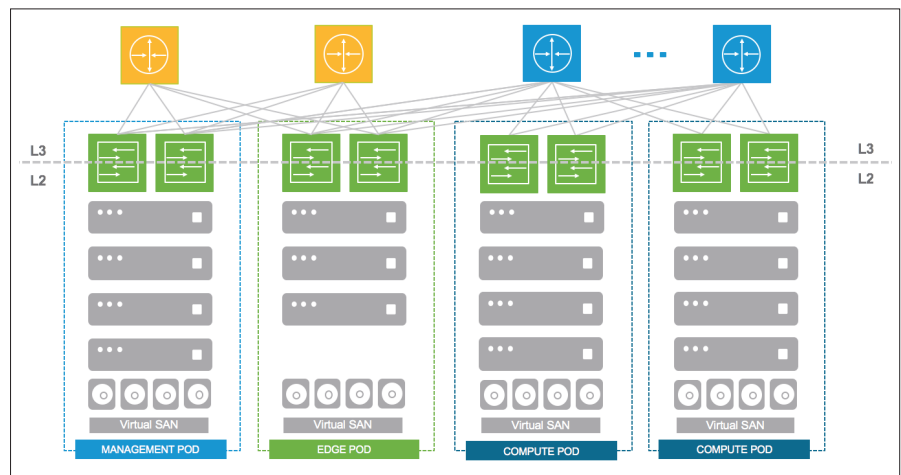 L3
L3
L2
L2
Virtual SAN
Virtual SAN
Virtual SAN
Virtual SAN
MANAGEMENT POD
EDGE POD
COMPUTE POD
COMPUTE POD